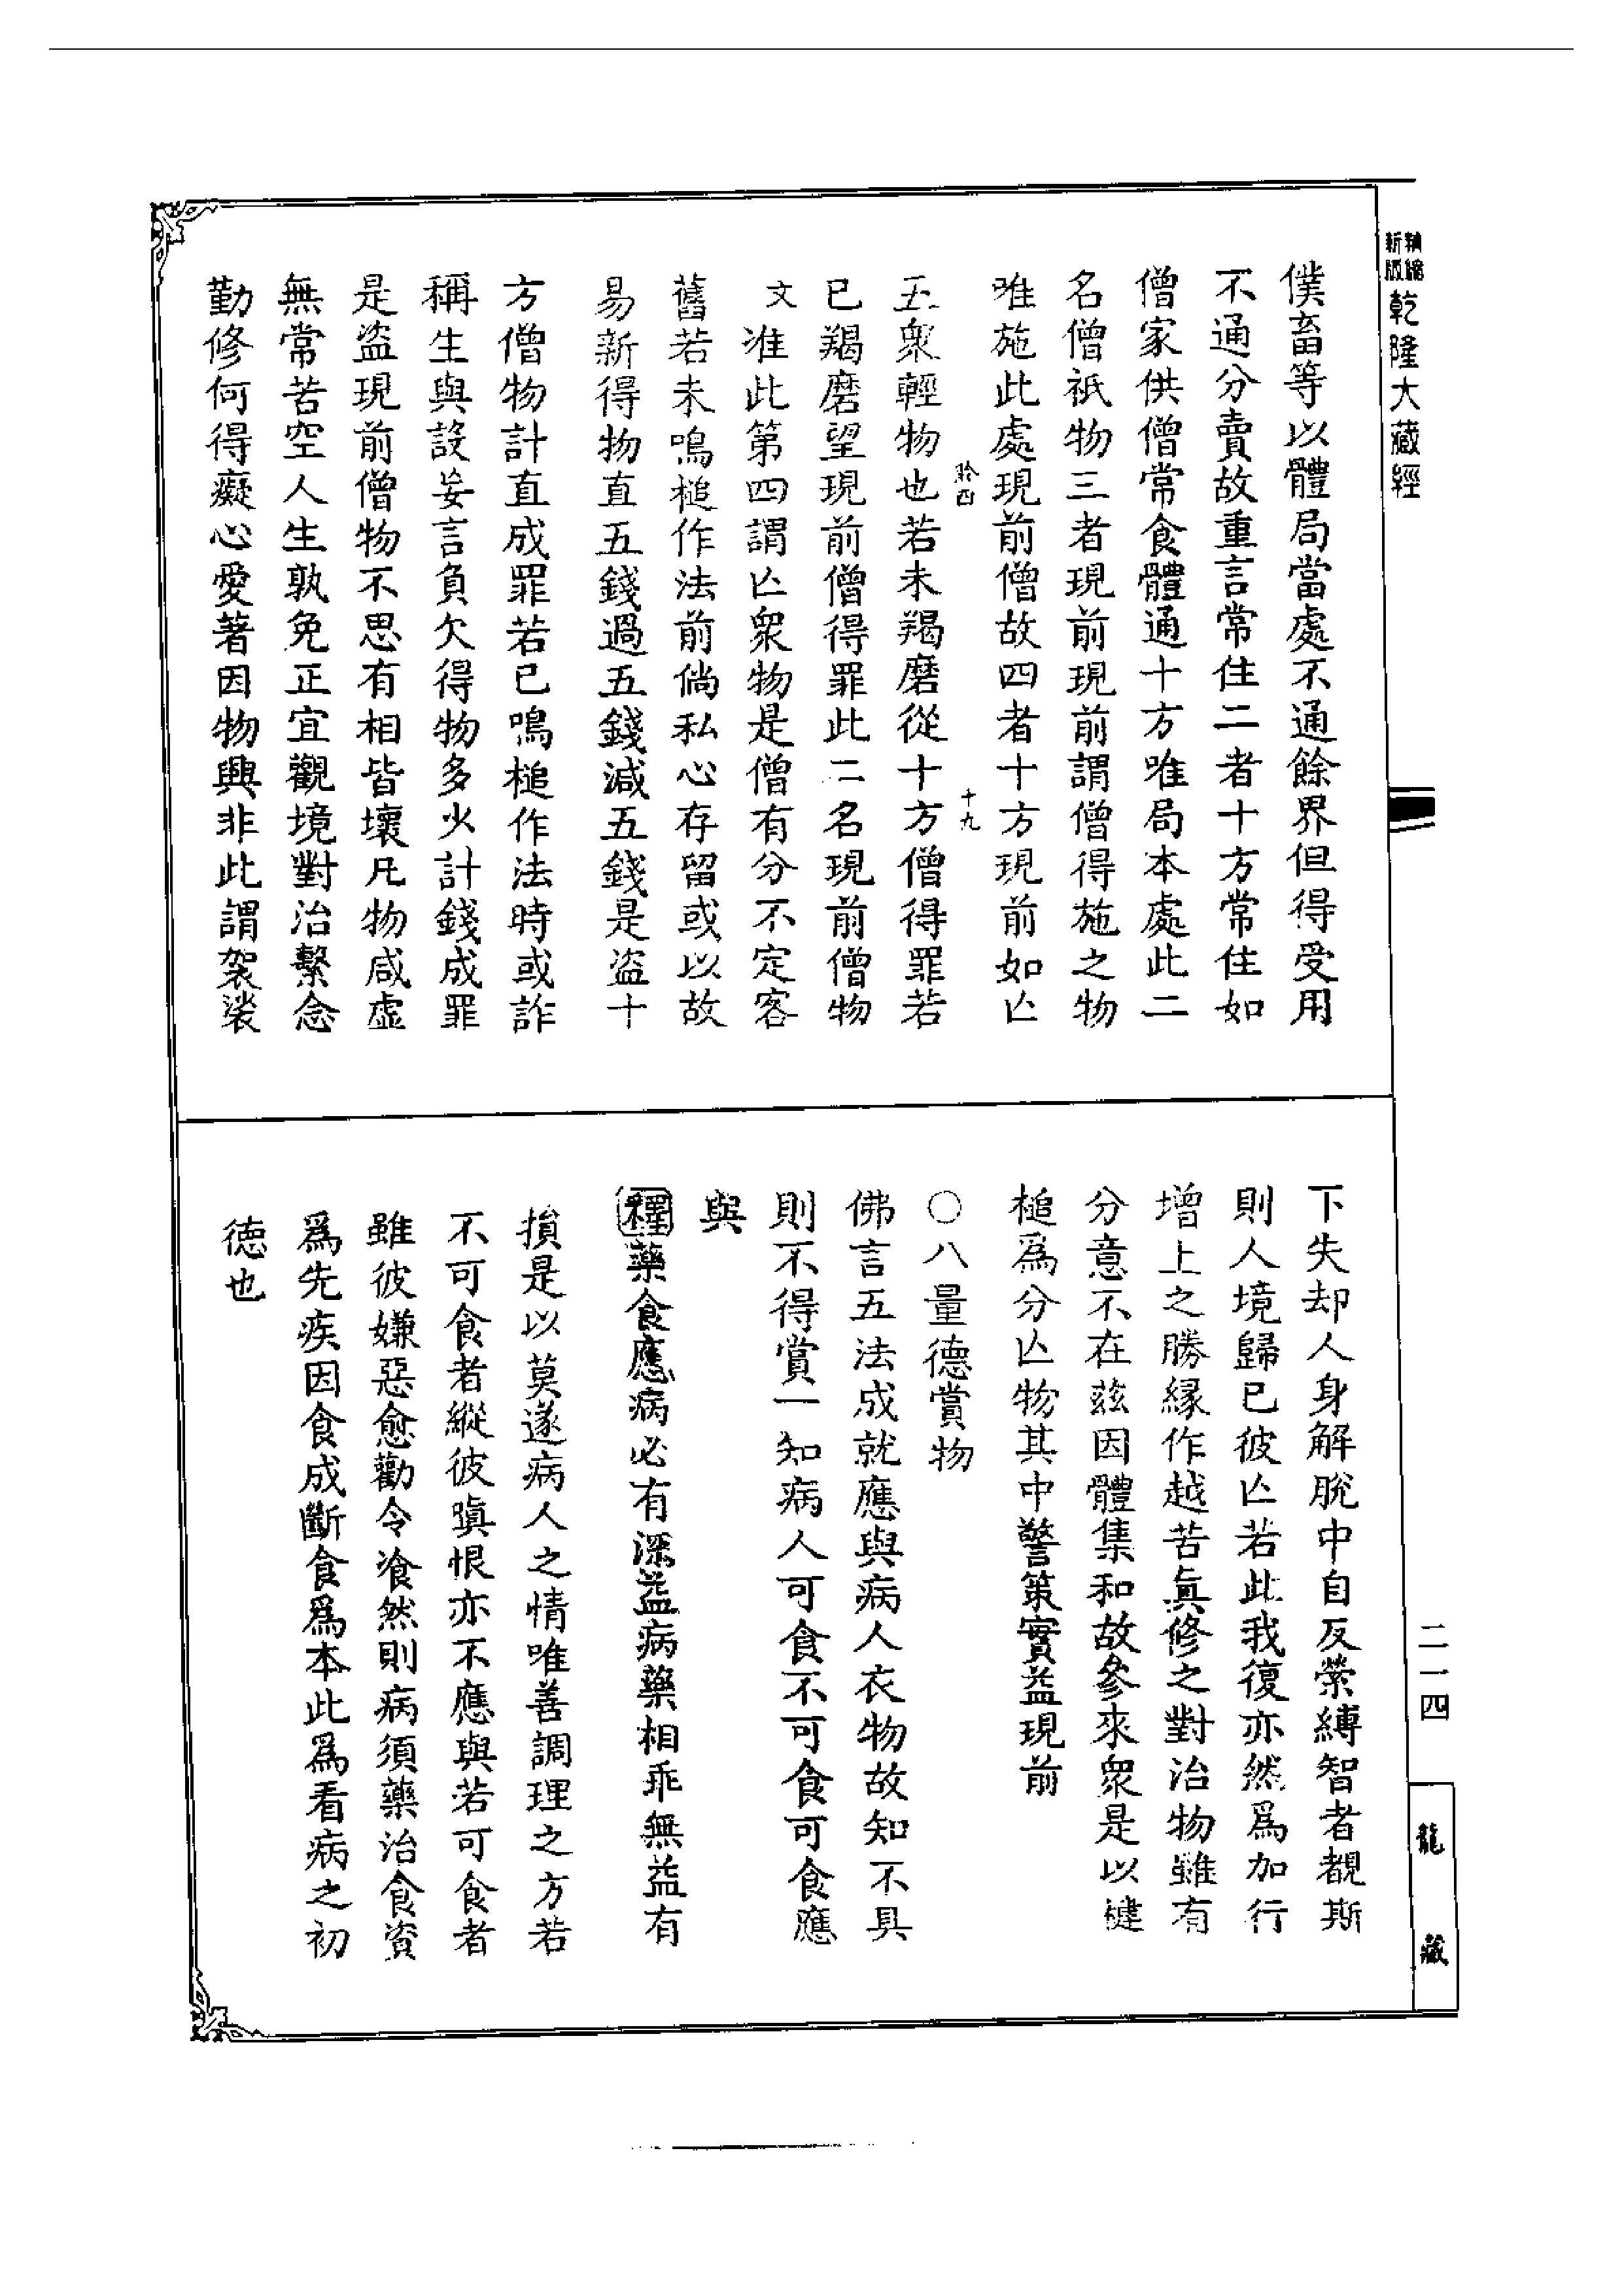 精縮
新版
乾隆大藏經
僕畜等以體局當處不通餘界但得受用
不通分賣故重言常住二者十方常住如
僧家供僧常食體通十方唯局本處此二
名僧祇物三者現前現前謂僧得施之物
唯施此處現前僧故四者十方現前如亾
五衆輕物也若未羯磨從十方僧得罪若
已羯磨望現前僧得罪此二名現前僧物
文准此第四謂亾衆物是僧有分不定客
舊若未鳴槌作法前倘私心存留或以故
易新得物直五錢過五錢減五錢是盜十
方僧物計直成罪若已鳴槌作法時或詐
稱生與設妄言負欠得物多少計錢成罪
是盜現前僧物不思有相皆壞凡物咸虛
無常苦空人生孰免正宜觀境對治繫念
勤修何得癡心愛著因物興非此謂袈裟
十九
下失却人身解脫中自反縈縛智者覩斯
則人境歸已彼亾若此我復亦然爲加行
增上之勝緣作越苦眞修之對治物雖有
分意不在茲因體集和故參來衆是以犍
槌爲分亾物其中警策實益現前
○八量德賞物
佛言五法成就應與病人衣物故知不具
則不得賞一知病人可食不可食可食應
與
釋藥食應病必有深益病藥相乖無益有
損是以莫遂病人之情唯善調理之方若
不可食者縱彼瞋恨亦不應與若可食者
雖彼嫌惡愈勸令飡然則病須藥治食資
爲先疾因食成斷食爲本此爲看病之初
德也
二一四
龍藏